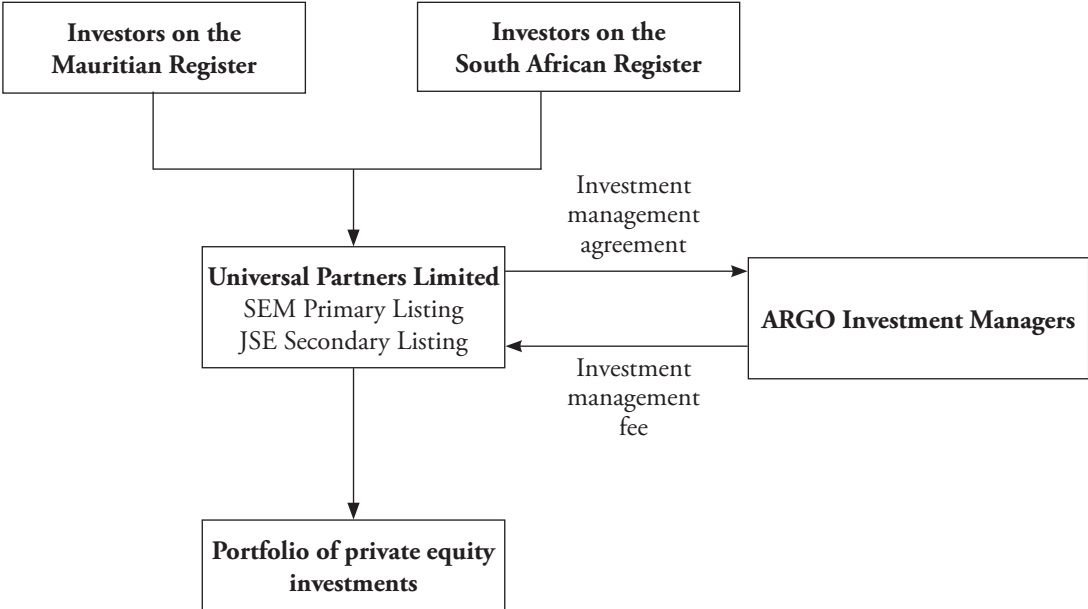 Investors on the
Mauritian Register
Investors on the
South African Register
Investment
management
agreement
Universal Partners Limited
SEM Primary Listing
JSE Secondary Listing
ARGO Investment Managers
Investment
management
fee
Portfolio of private equity
investments